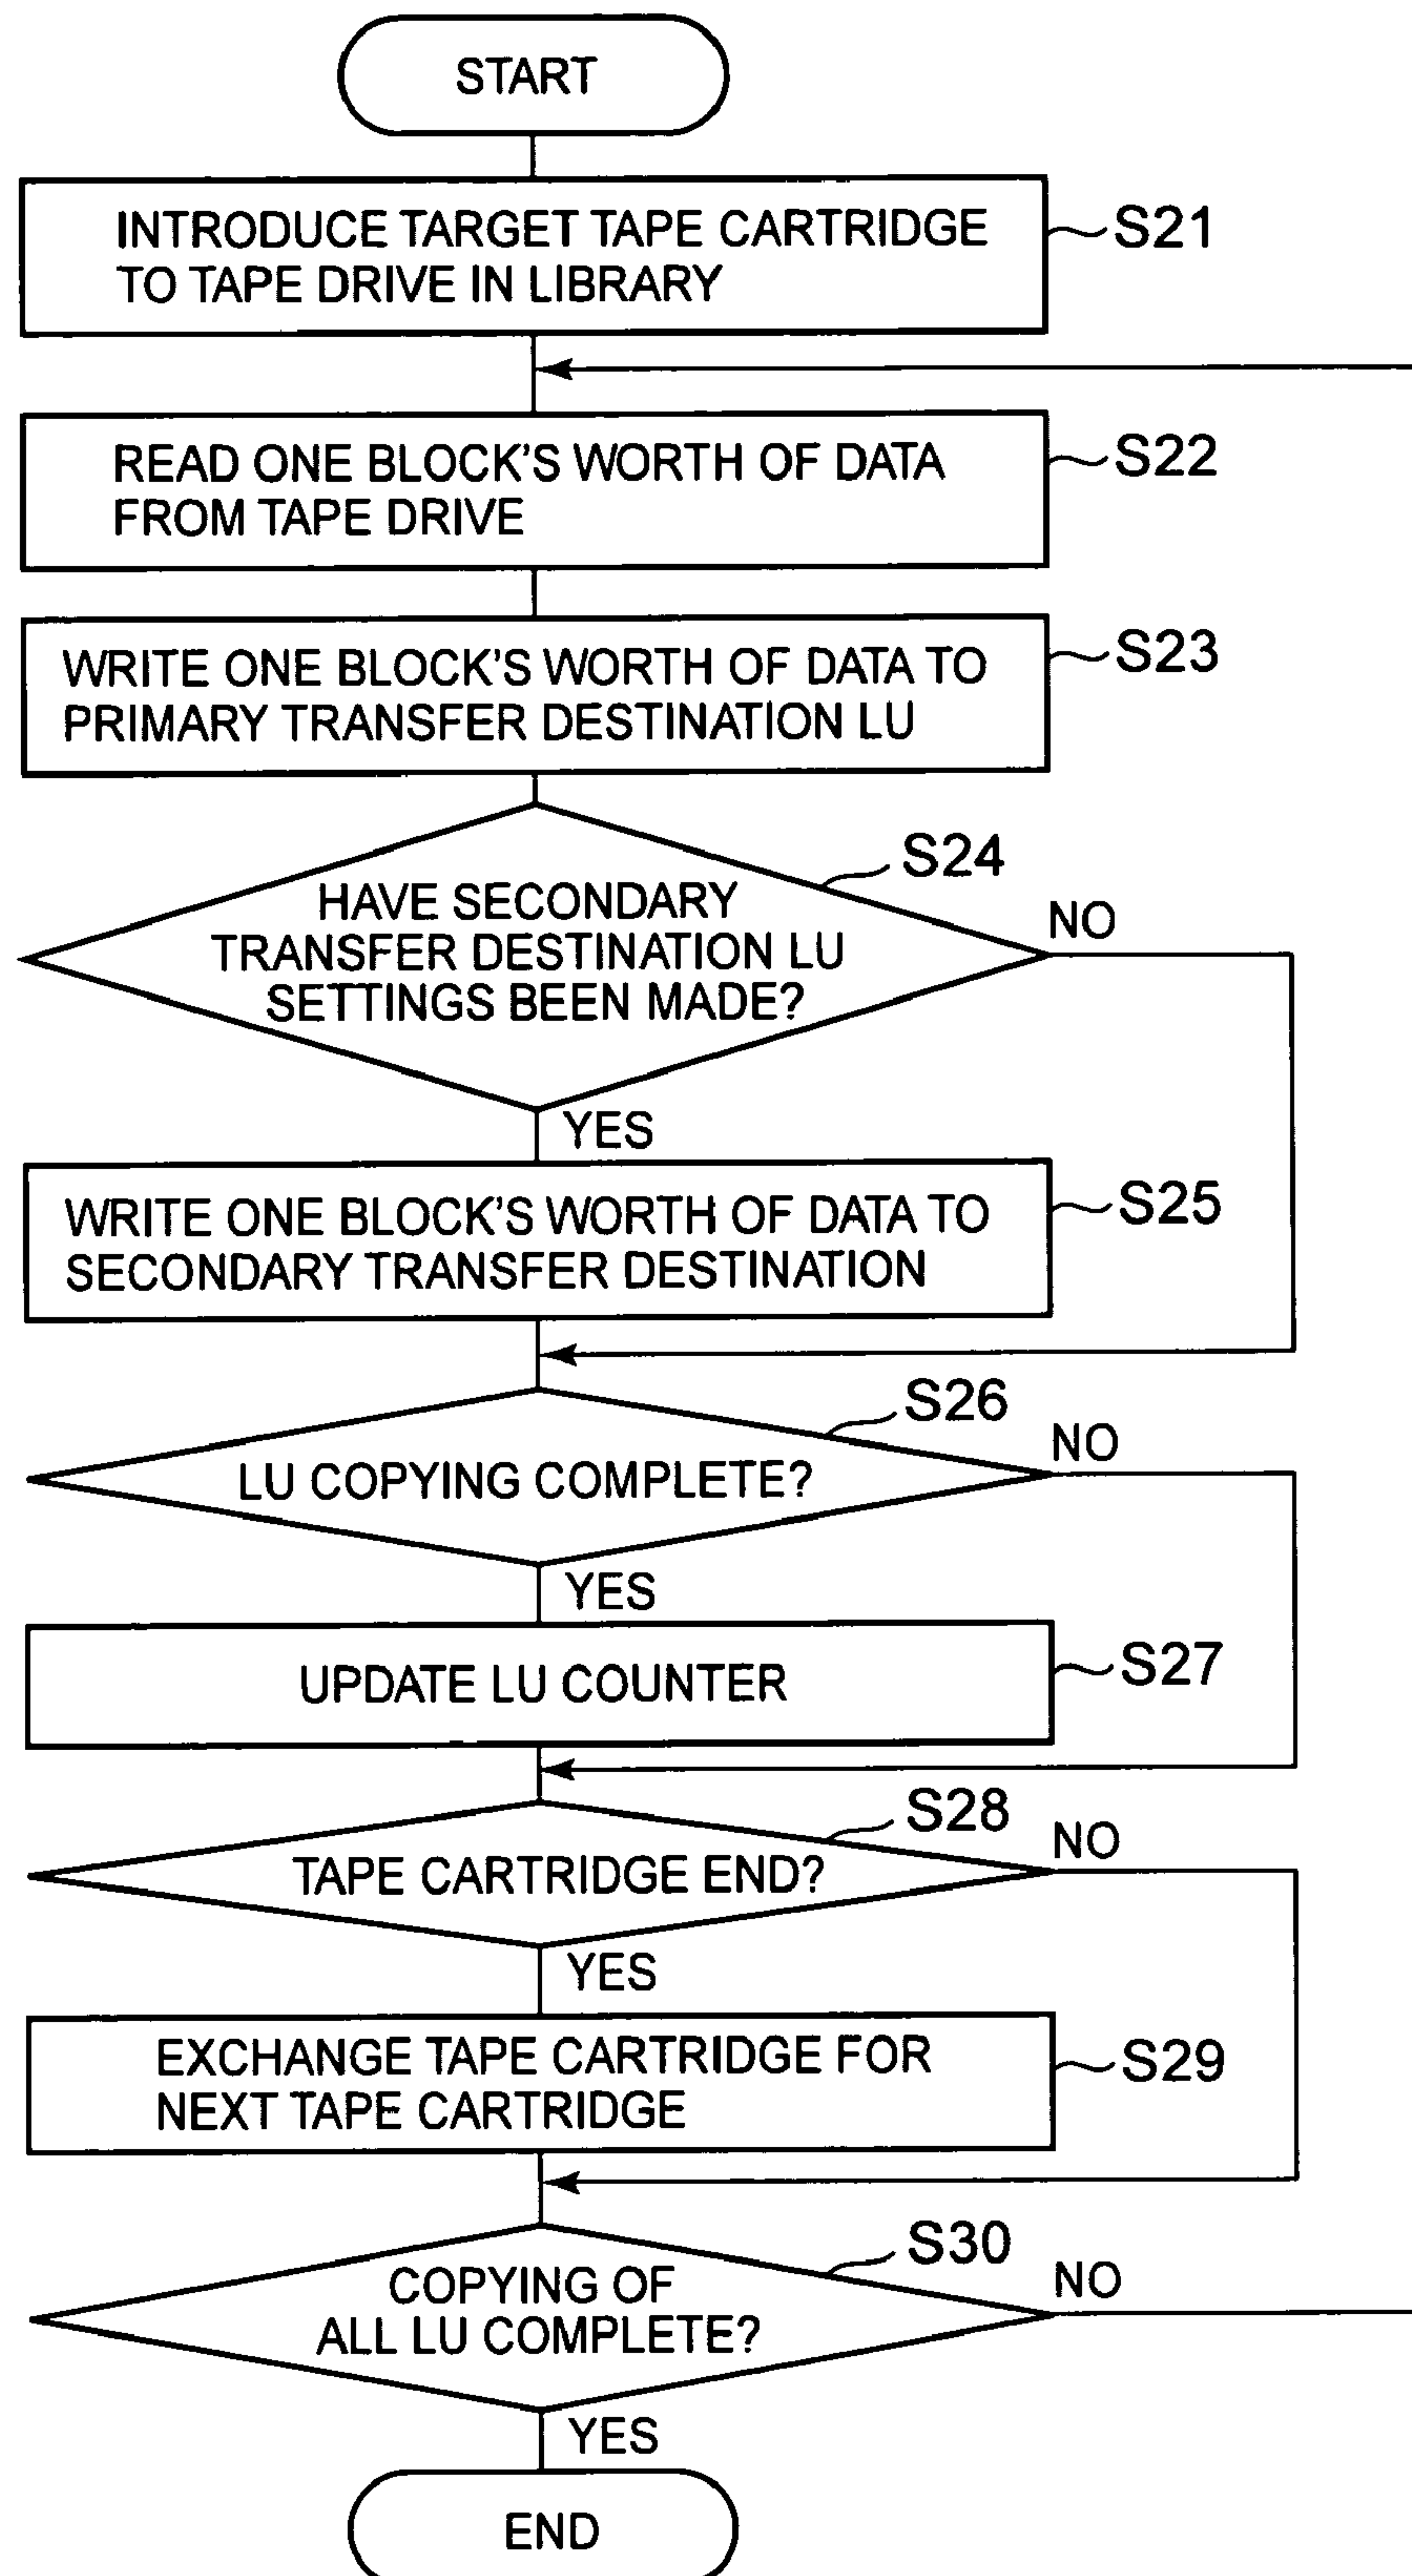 START
INTRODUCE TARGET TAPE CARTRIDGE
TO TAPE DRIVE IN LIBRARY
S21
READ ONE BLOCK'S WORTH OF DATA
FROM TAPE DRIVE
S22
WRITE ONE BLOCK'S WORTH OF DATA TO
PRIMARY TRANSFER DESTINATION LU
S23
S24
HAVE SECONDARY
TRANSFER DESTINATION LU
SETTINGS BEEN MADE?
NO
YES
WRITE ONE BLOCK'S WORTH OF DATA TO
SECONDARY TRANSFER DESTINATION
S25
S26
LU COPYING COMPLETE?
NO
YES
UPDATE LU COUNTER
S27
S28
TAPE CARTRIDGE END?
NO
YES
EXCHANGE TAPE CARTRIDGE FOR
NEXT TAPE CARTRIDGE
S29
S30
COPYING OF
ALL LU COMPLETE?
NO
YES
END